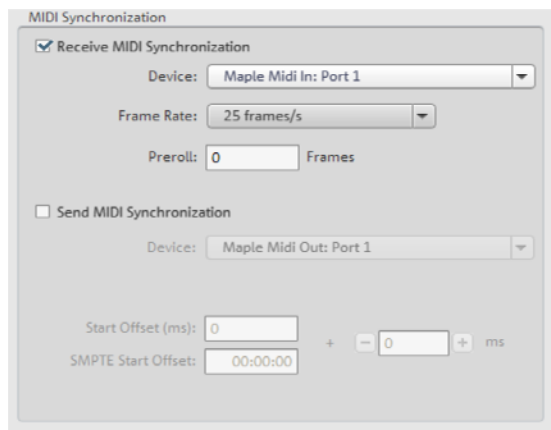 MIDI Synchronization
Receive MIDI Synchronization
Device: Maple Midi In: Port 1
Frame Rate: 25 frames/s
Preroll: 0 Frames
Send MIDI Synchronization
Device: Maple Midi Out: Port 1
Start Offset (ms): 0 + − 0 + ms
SMPTE Start Offset: 00:00:00